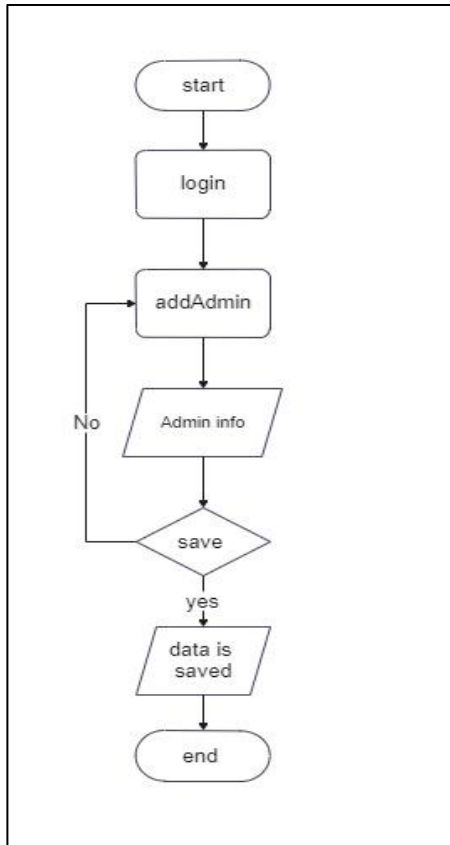 start
login
addAdmin
Admin info
No
save
yes
data is
saved
end